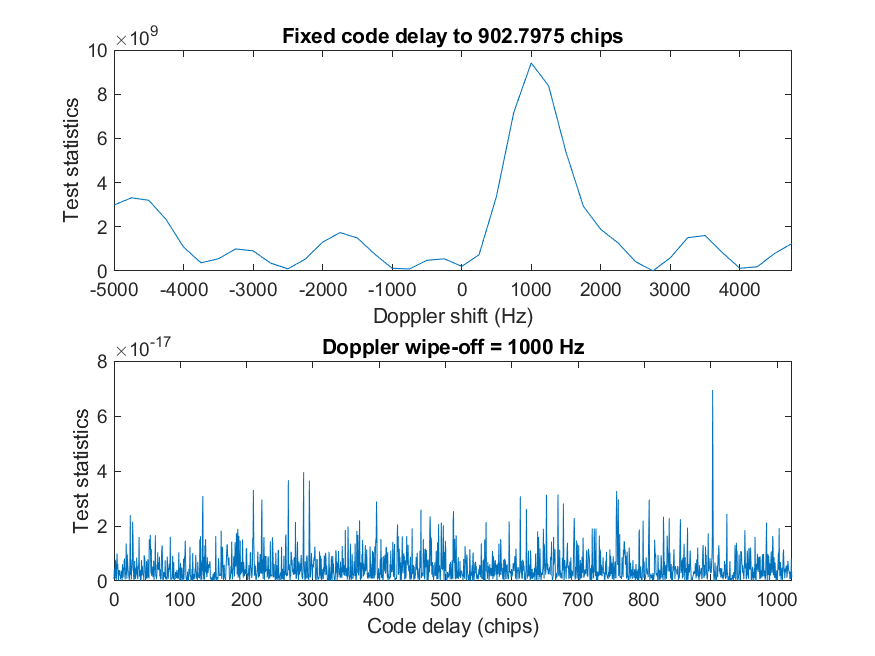 ×10^9
Fixed code delay to 902.7975 chips
10
8
6
4
2
0
Test statistics
-5000 -4000 -3000 -2000 -1000 0 1000 2000 3000 4000
Doppler shift (Hz)
×10^-17
Doppler wipe-off = 1000 Hz
8
6
4
2
0
Test statistics
0 100 200 300 400 500 600 700 800 900 1000
Code delay (chips)